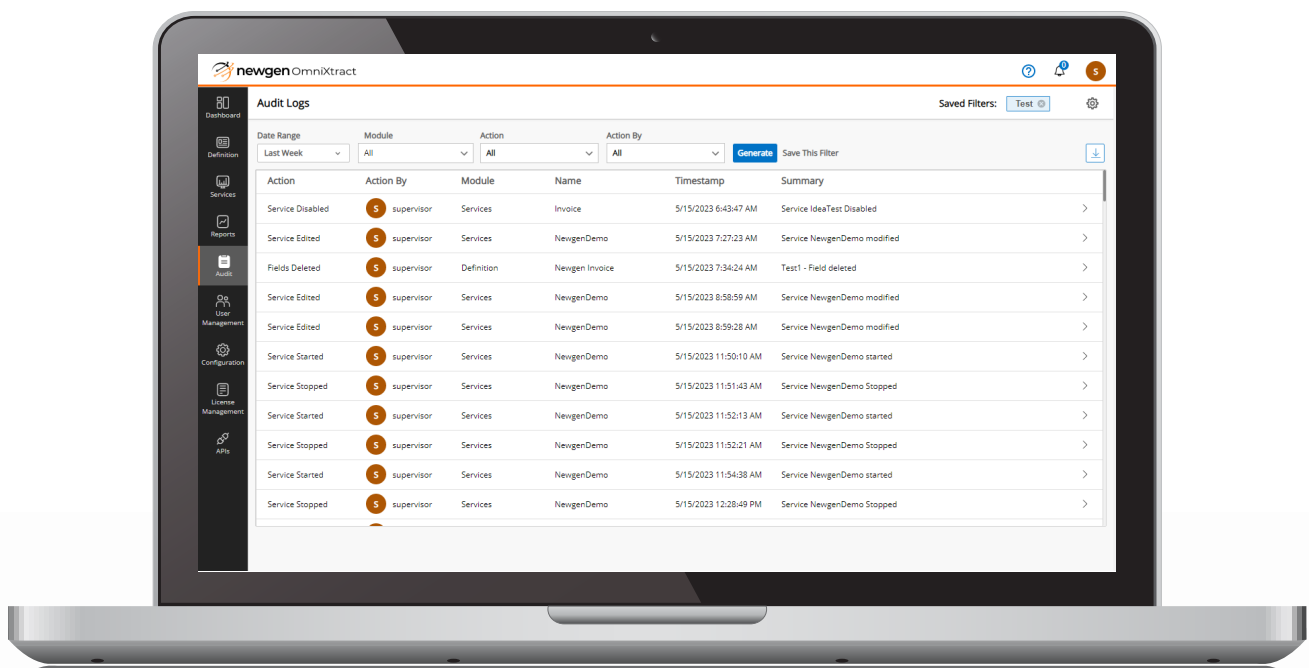 newgen OmniXtract
0
S
Dashboard
Definition
Services
Reports
Audit
User
Management
Configuration
License
Management
APIs
Audit Logs
Saved Filters: Test
Date Range Module Action Action By
Last Week All All All Generate Save This Filter
Action Action By Module Name Timestamp Summary
Service Disabled S supervisor Services Invoice 5/15/2023 6:43:47 AM Service IdeaTest Disabled
Service Edited S supervisor Services NewgenDemo 5/15/2023 7:27:23 AM Service NewgenDemo modified
Fields Deleted S supervisor Definition Newgen Invoice 5/15/2023 7:34:24 AM Test1 - Field deleted
Service Edited S supervisor Services NewgenDemo 5/15/2023 8:58:59 AM Service NewgenDemo modified
Service Edited S supervisor Services NewgenDemo 5/15/2023 8:59:28 AM Service NewgenDemo modified
Service Started S supervisor Services NewgenDemo 5/15/2023 11:50:10 AM Service NewgenDemo started
Service Stopped S supervisor Services NewgenDemo 5/15/2023 11:51:43 AM Service NewgenDemo Stopped
Service Started S supervisor Services NewgenDemo 5/15/2023 11:52:13 AM Service NewgenDemo started
Service Stopped S supervisor Services NewgenDemo 5/15/2023 11:52:21 AM Service NewgenDemo Stopped
Service Started S supervisor Services NewgenDemo 5/15/2023 11:54:38 AM Service NewgenDemo started
Service Stopped S supervisor Services NewgenDemo 5/15/2023 12:28:49 PM Service NewgenDemo Stopped